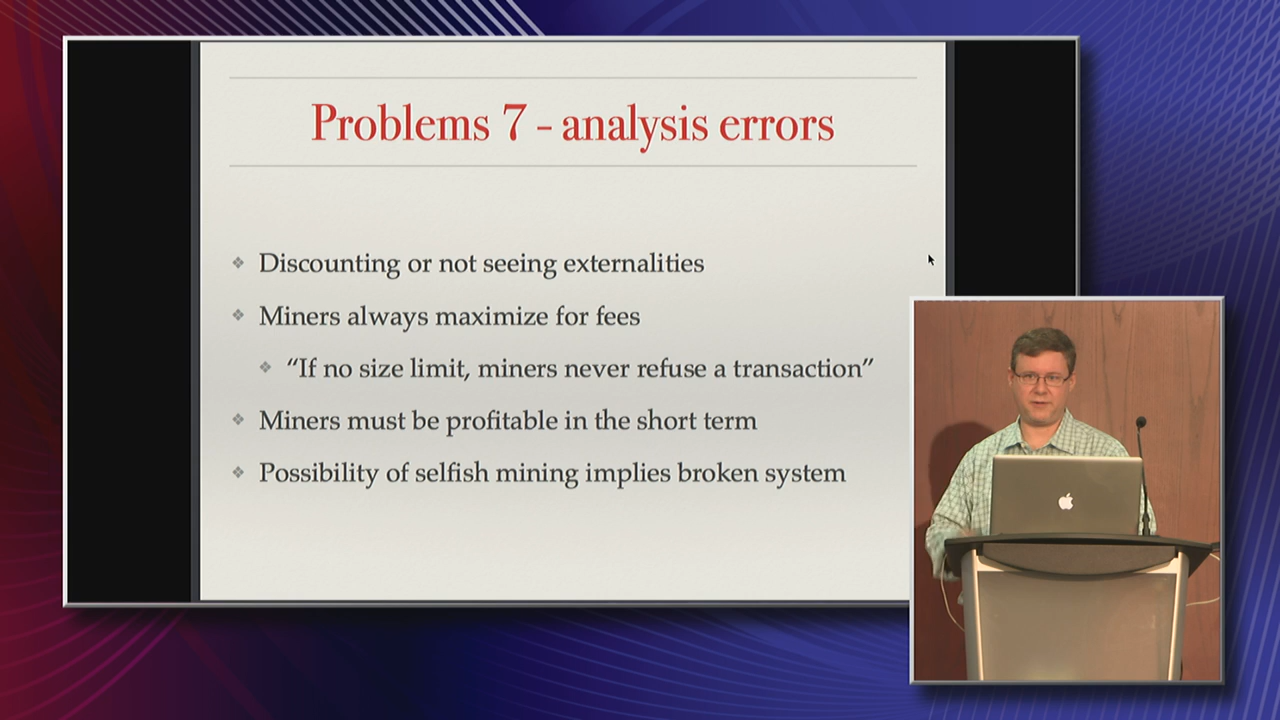 Problems 7 - analysis errors
Discounting or not seeing externalities
Miners always maximize for fees
“If no size limit, miners never refuse a transaction”
Miners must be profitable in the short term
Possibility of selfish mining implies broken system